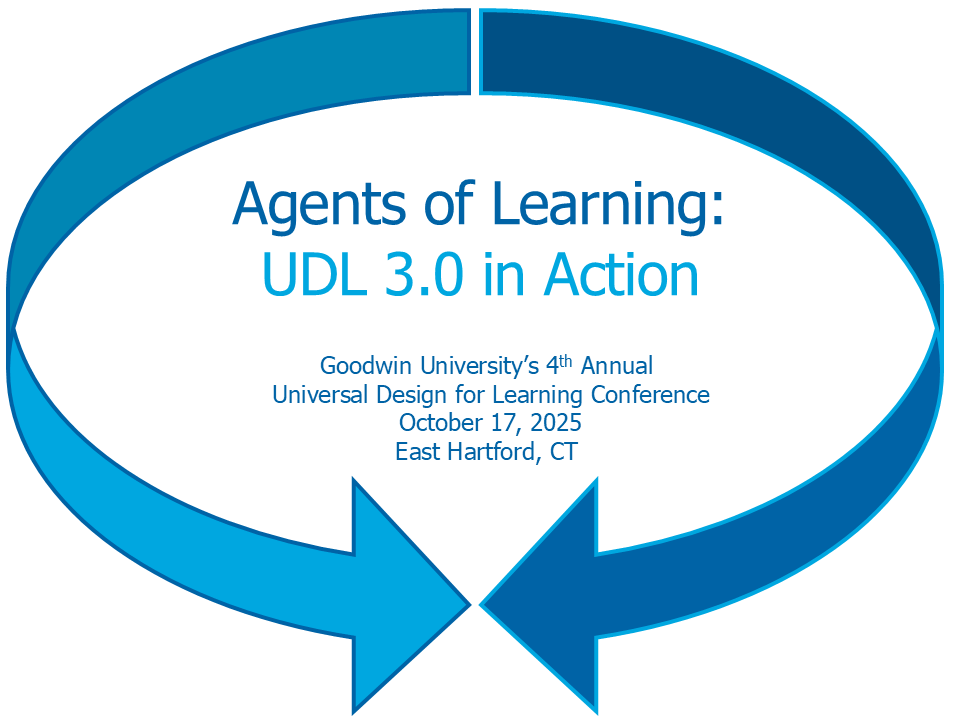 Agents of Learning:
UDL 3.0 in Action
Goodwin University’s 4th Annual
Universal Design for Learning Conference
October 17, 2025
East Hartford, CT